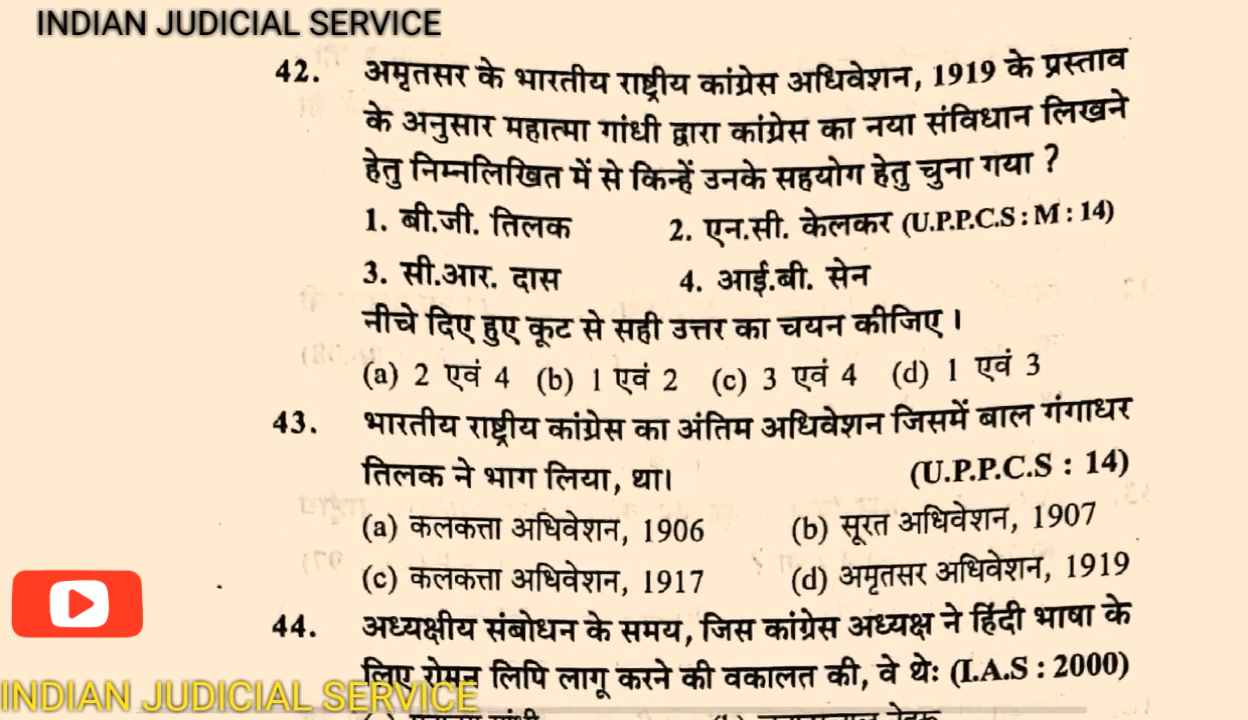 INDIAN JUDICIAL SERVICE
42. अमृतसर के भारतीय राष्ट्रीय कांग्रेस अधिवेशन, 1919 के प्रस्ताव
के अनुसार महात्मा गांधी द्वारा कांग्रेस का नया संविधान लिखने
हेतु निम्नलिखित में से किन्हें उनके सहयोग हेतु चुना गया ?
1. बी.जी. तिलक 2. एन.सी. केलकर (U.P.P.C.S : M : 14)
3. सी.आर. दास 4. आई.बी. सेन
नीचे दिए हुए कूट से सही उत्तर का चयन कीजिए।
(a) 2 एवं 4 (b) 1 एवं 2 (c) 3 एवं 4 (d) 1 एवं 3
43. भारतीय राष्ट्रीय कांग्रेस का अंतिम अधिवेशन जिसमें बाल गंगाधर
तिलक ने भाग लिया, था। (U.P.P.C.S : 14)
(a) कलकत्ता अधिवेशन, 1906 (b) सूरत अधिवेशन, 1907
(c) कलकत्ता अधिवेशन, 1917 (d) अमृतसर अधिवेशन, 1919
44. अध्यक्षीय संबोधन के समय, जिस कांग्रेस अध्यक्ष ने हिंदी भाषा के
लिए रोमन लिपि लागू करने की वकालत की, वे थेः (I.A.S : 2000)
INDIAN JUDICIAL SERVICE